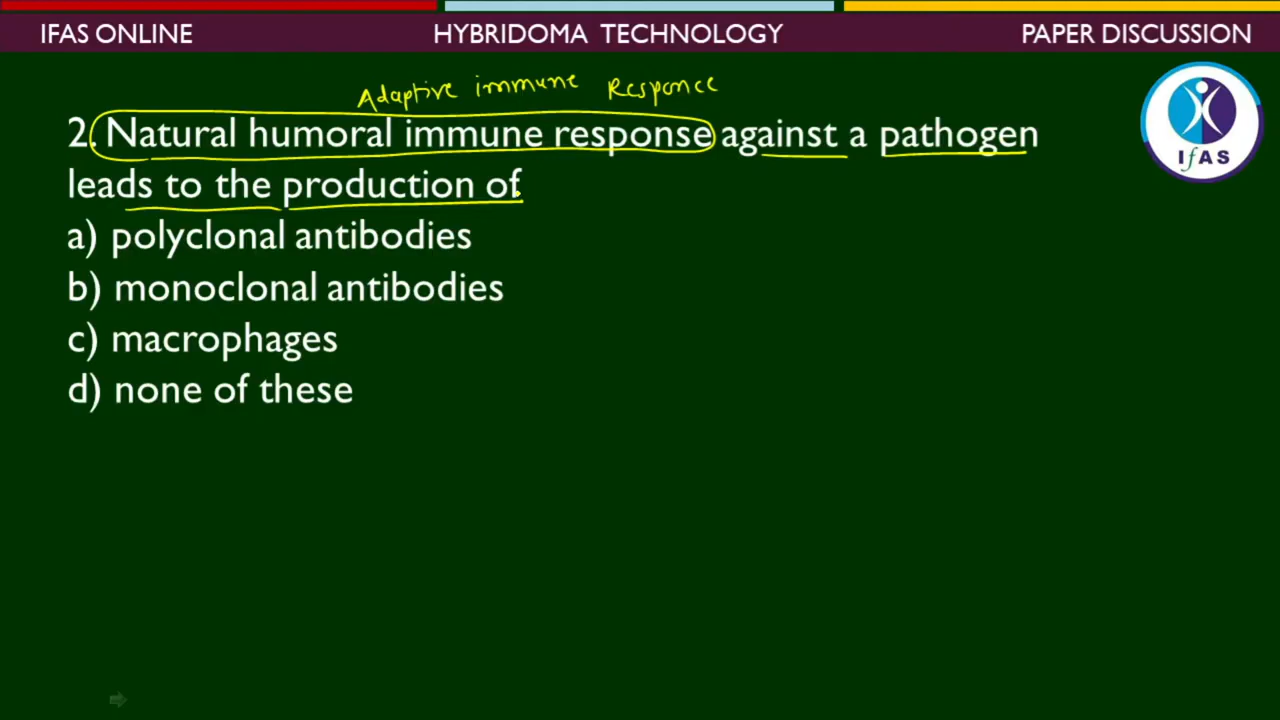 IFAS ONLINE
HYBRIDOMA TECHNOLOGY
PAPER DISCUSSION
Adaptive immune Responce
2. Natural humoral immune response against a pathogen
leads to the production of
a) polyclonal antibodies
b) monoclonal antibodies
c) macrophages
d) none of these
IfAS